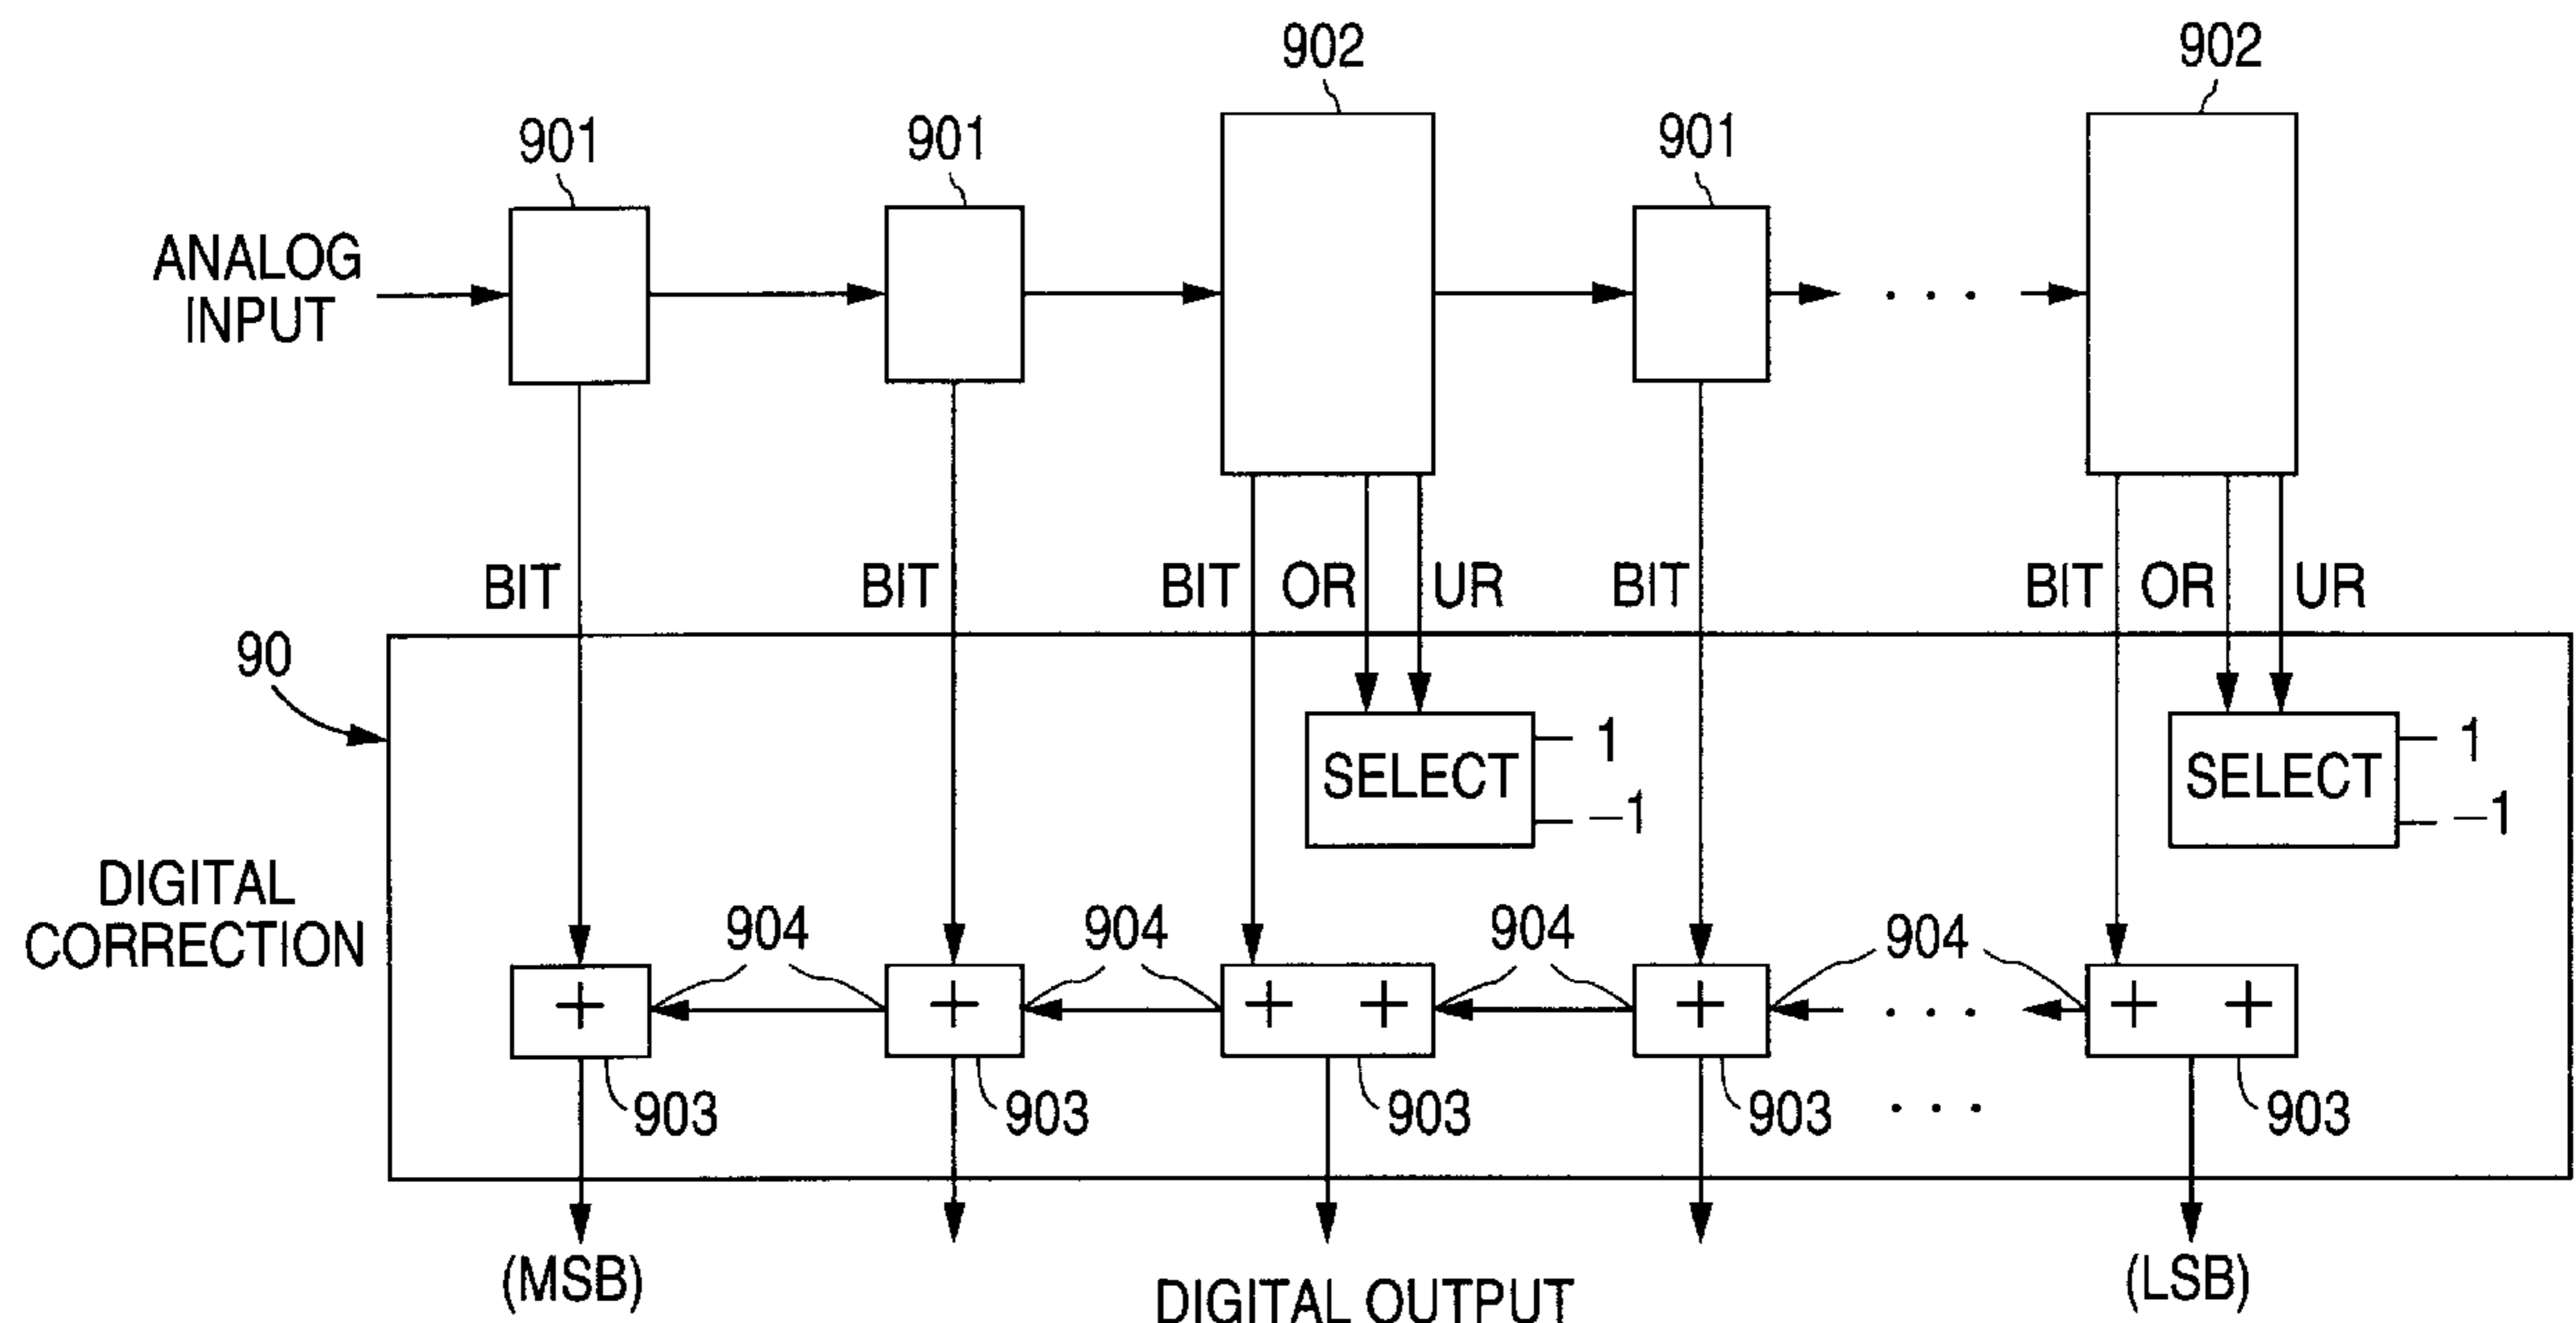 902 902
901 901 901
ANALOG
INPUT
. . .
BIT BIT BIT OR UR BIT BIT OR UR
90
SELECT 1 −1 SELECT 1 −1
DIGITAL
CORRECTION
904 904 904 904
+ + + + + . . . + +
903 903 903 903 . . . 903
(MSB) DIGITAL OUTPUT (LSB)